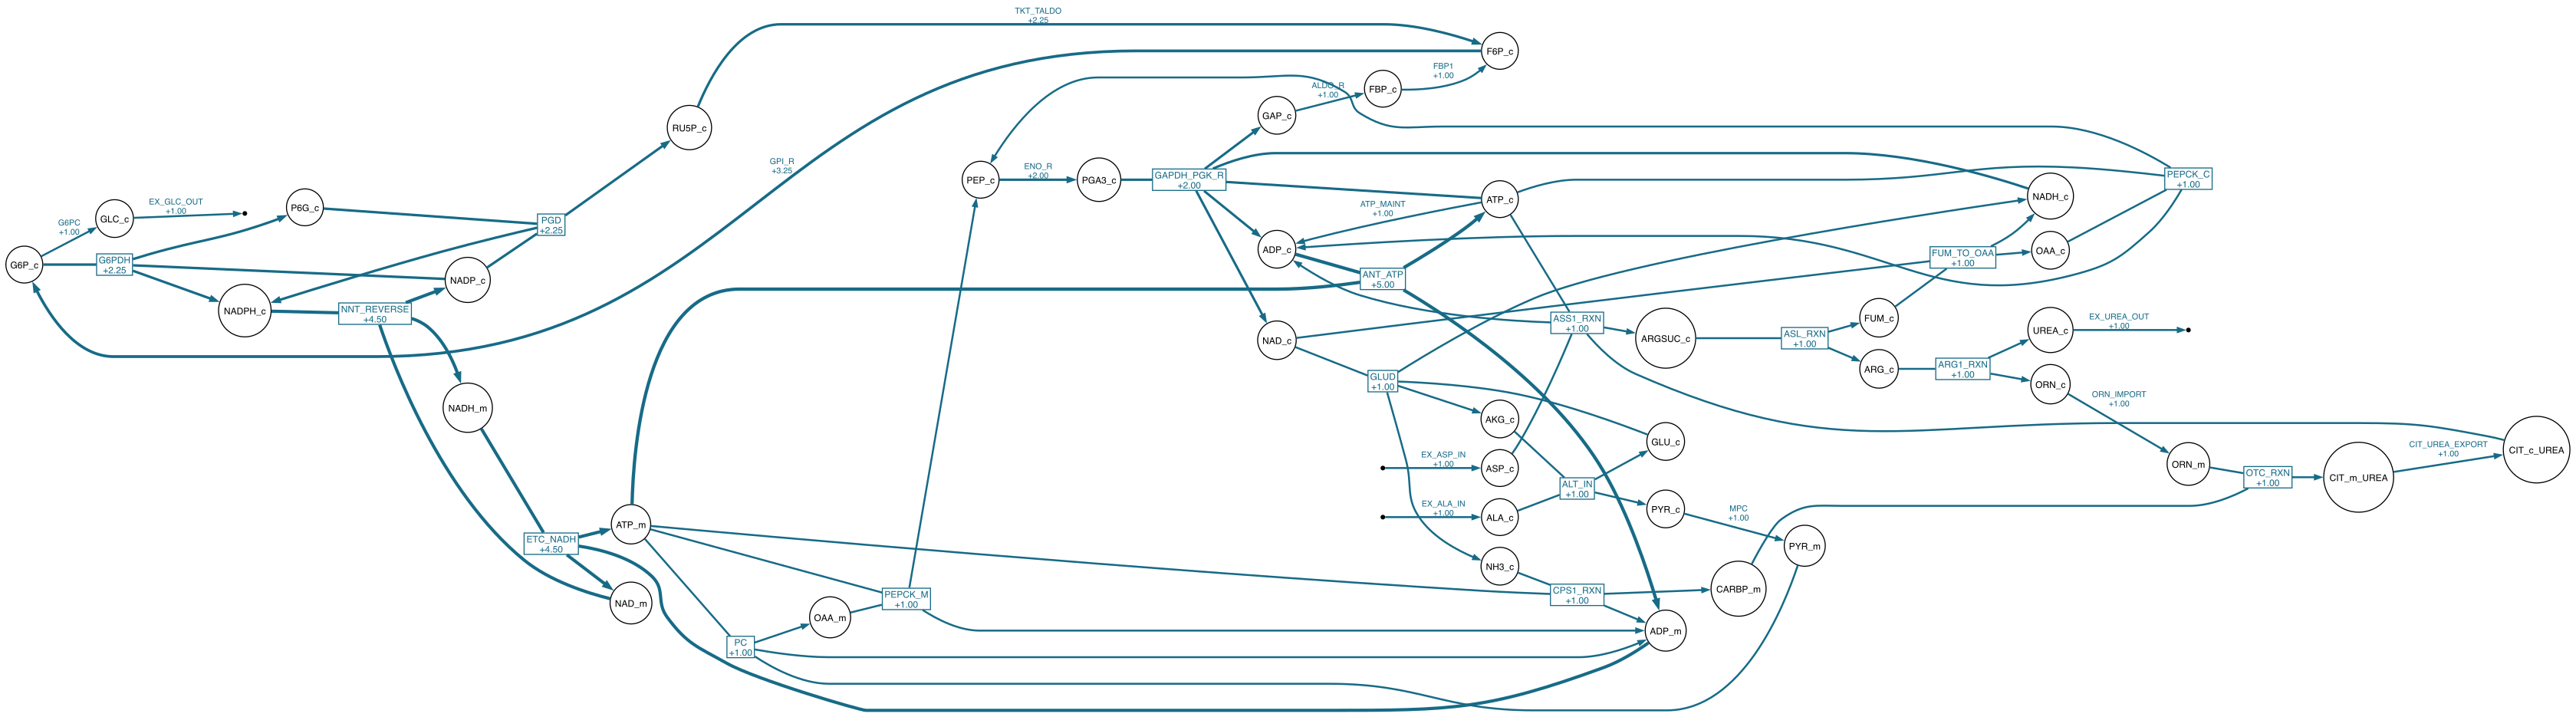 TKT_TALDO
+2.25
F6P_c
FBP1
+1.00
ALDO_R
+1.00
FBP_c
GAP_c
RU5P_c
GPI_R
+3.25
PEP_c
ENO_R
+2.00
PGA3_c
GAPDH_PGK_R
+2.00
PEPCK_C
+1.00
ATP_c
NADH_c
ATP_MAINT
+1.00
G6PC
+1.00
GLC_c
EX_GLC_OUT
+1.00
P6G_c
PGD
+2.25
G6P_c
G6PDH
+2.25
NADP_c
NADPH_c
NNT_REVERSE
+4.50
ADP_c
ANT_ATP
+5.00
FUM_TO_OAA
+1.00
OAA_c
NAD_c
ASS1_RXN
+1.00
ARGSUC_c
ASL_RXN
+1.00
FUM_c
UREA_c
EX_UREA_OUT
+1.00
ARG_c
ARG1_RXN
+1.00
ORN_c
ORN_IMPORT
+1.00
GLUD
+1.00
NADH_m
AKG_c
GLU_c
EX_ASP_IN
+1.00
ASP_c
ALT_IN
+1.00
EX_ALA_IN
+1.00
ALA_c
PYR_c
MPC
+1.00
PYR_m
ORN_m
OTC_RXN
+1.00
CIT_m_UREA
CIT_UREA_EXPORT
+1.00
CIT_c_UREA
ATP_m
ETC_NADH
+4.50
NAD_m
NH3_c
CPS1_RXN
+1.00
CARBP_m
PEPCK_M
+1.00
OAA_m
PC
+1.00
ADP_m